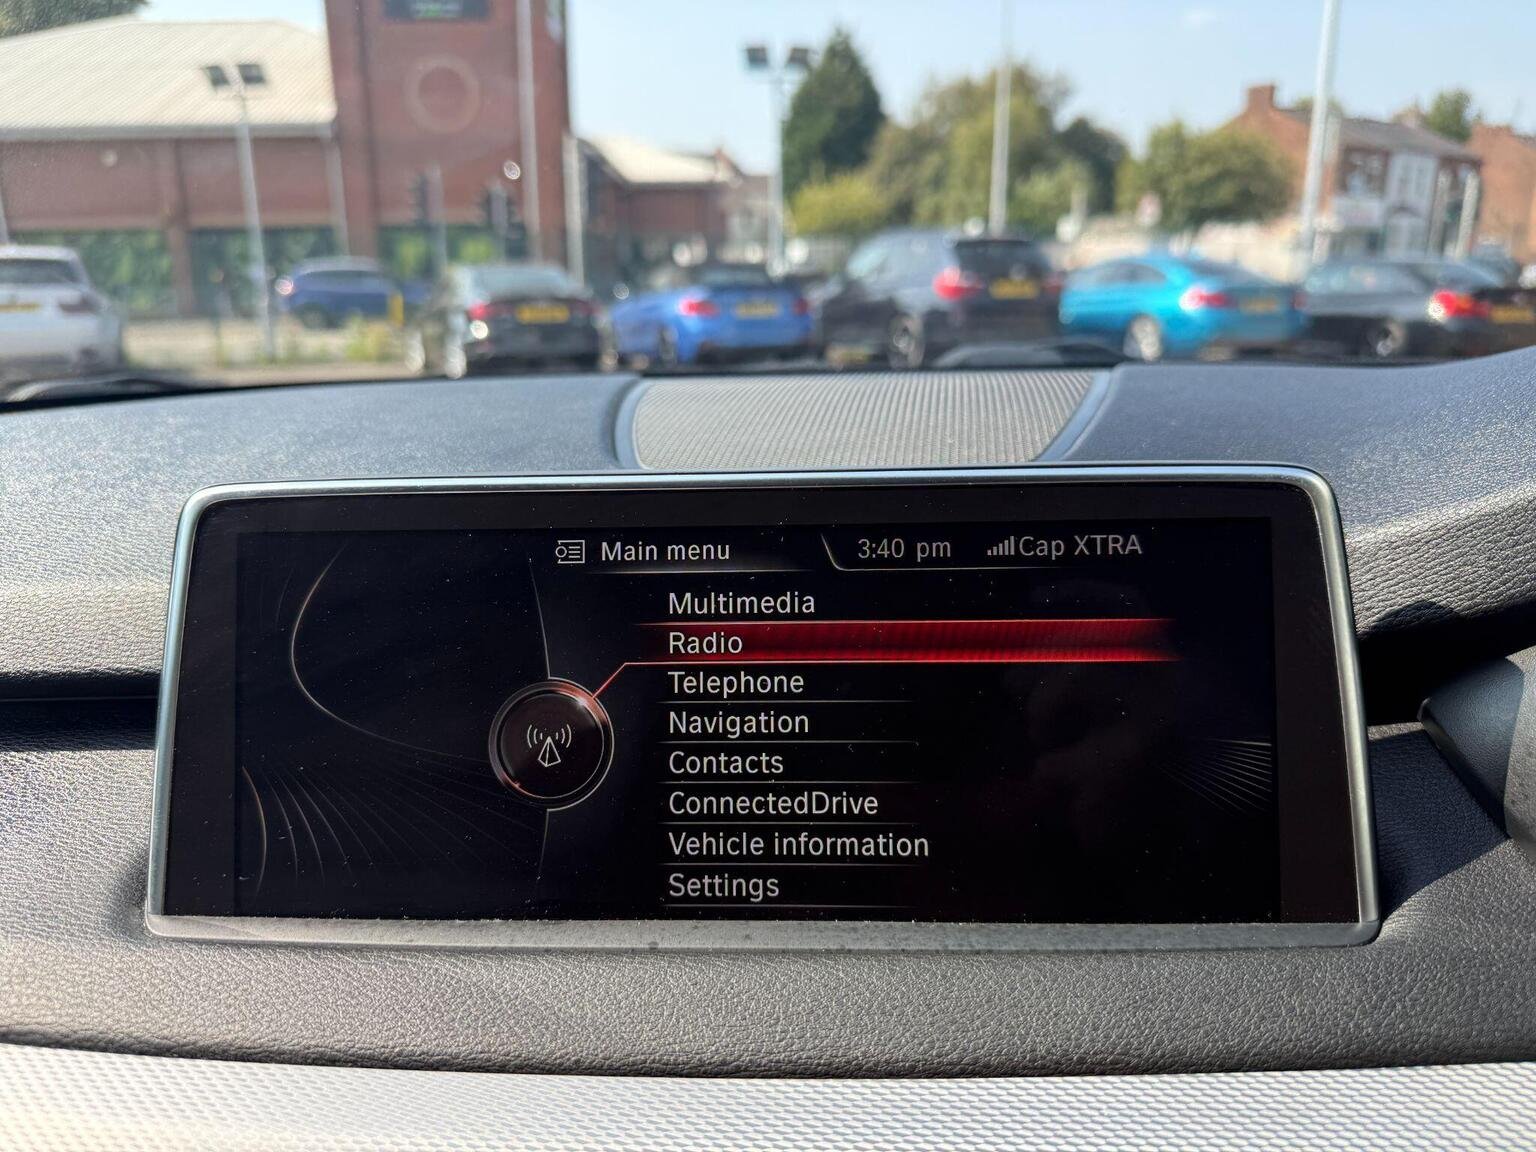 Main menu
3:40 pm
Cap XTRA
Multimedia
Radio
Telephone
Navigation
Contacts
ConnectedDrive
Vehicle information
Settings